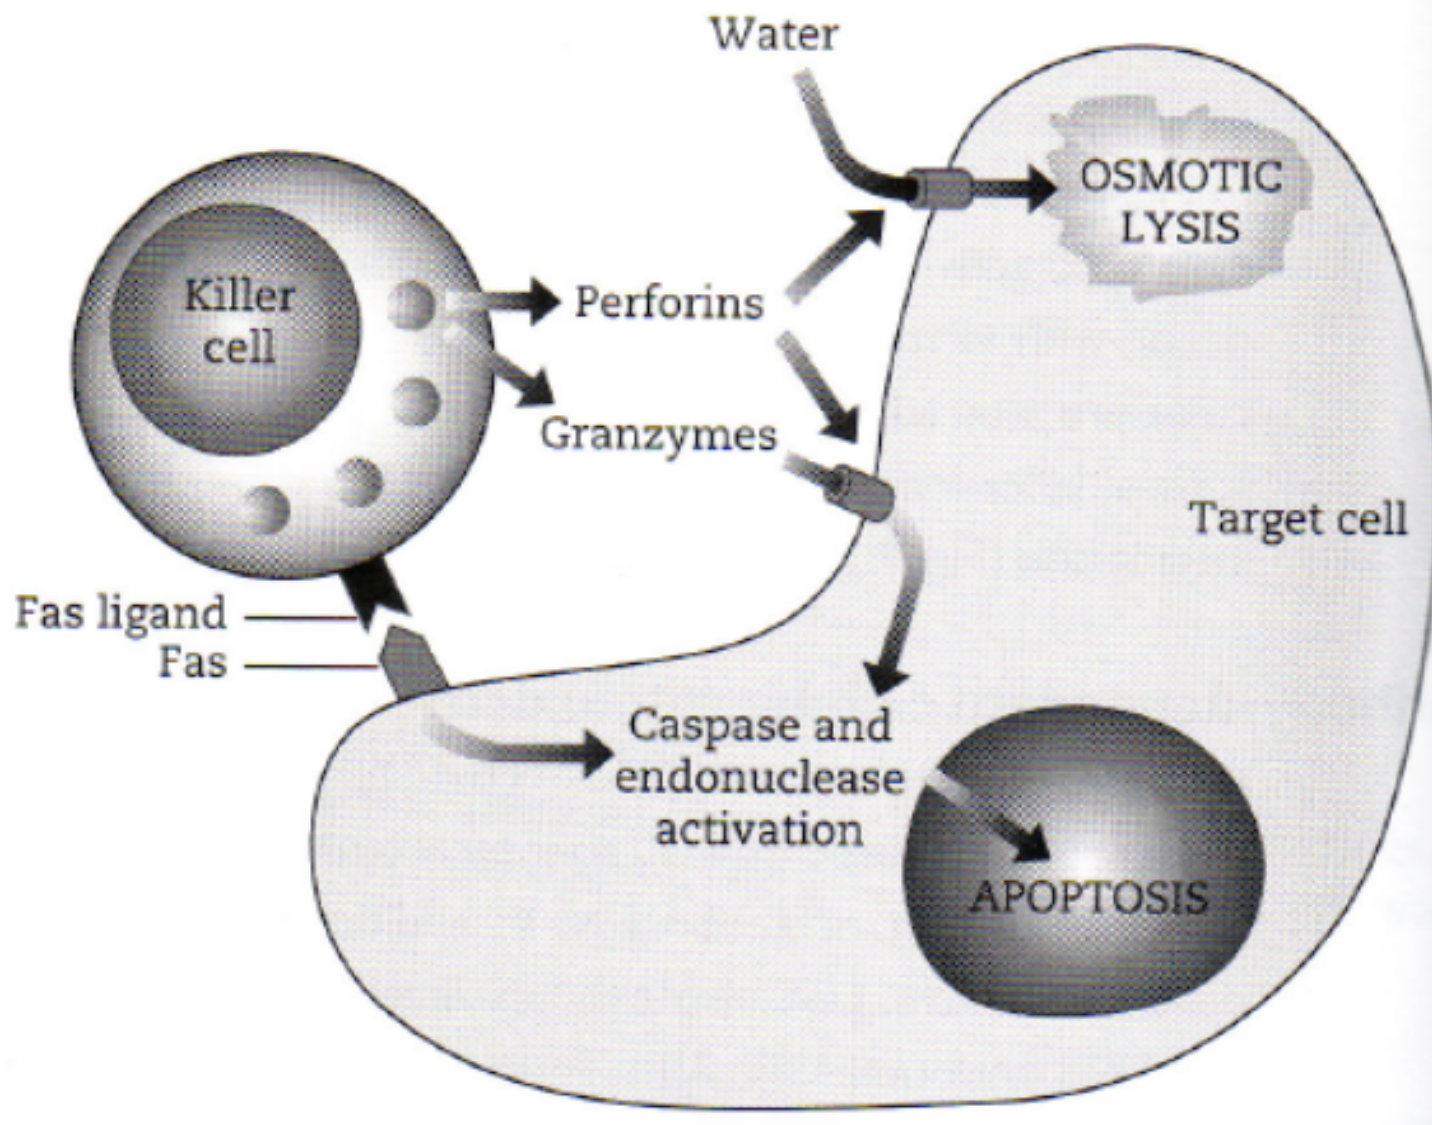 Water
OSMOTIC
LYSIS
Killer
cell
Perforins
Granzymes
Target cell
Fas ligand
Fas
Caspase and
endonuclease
activation
APOPTOSIS